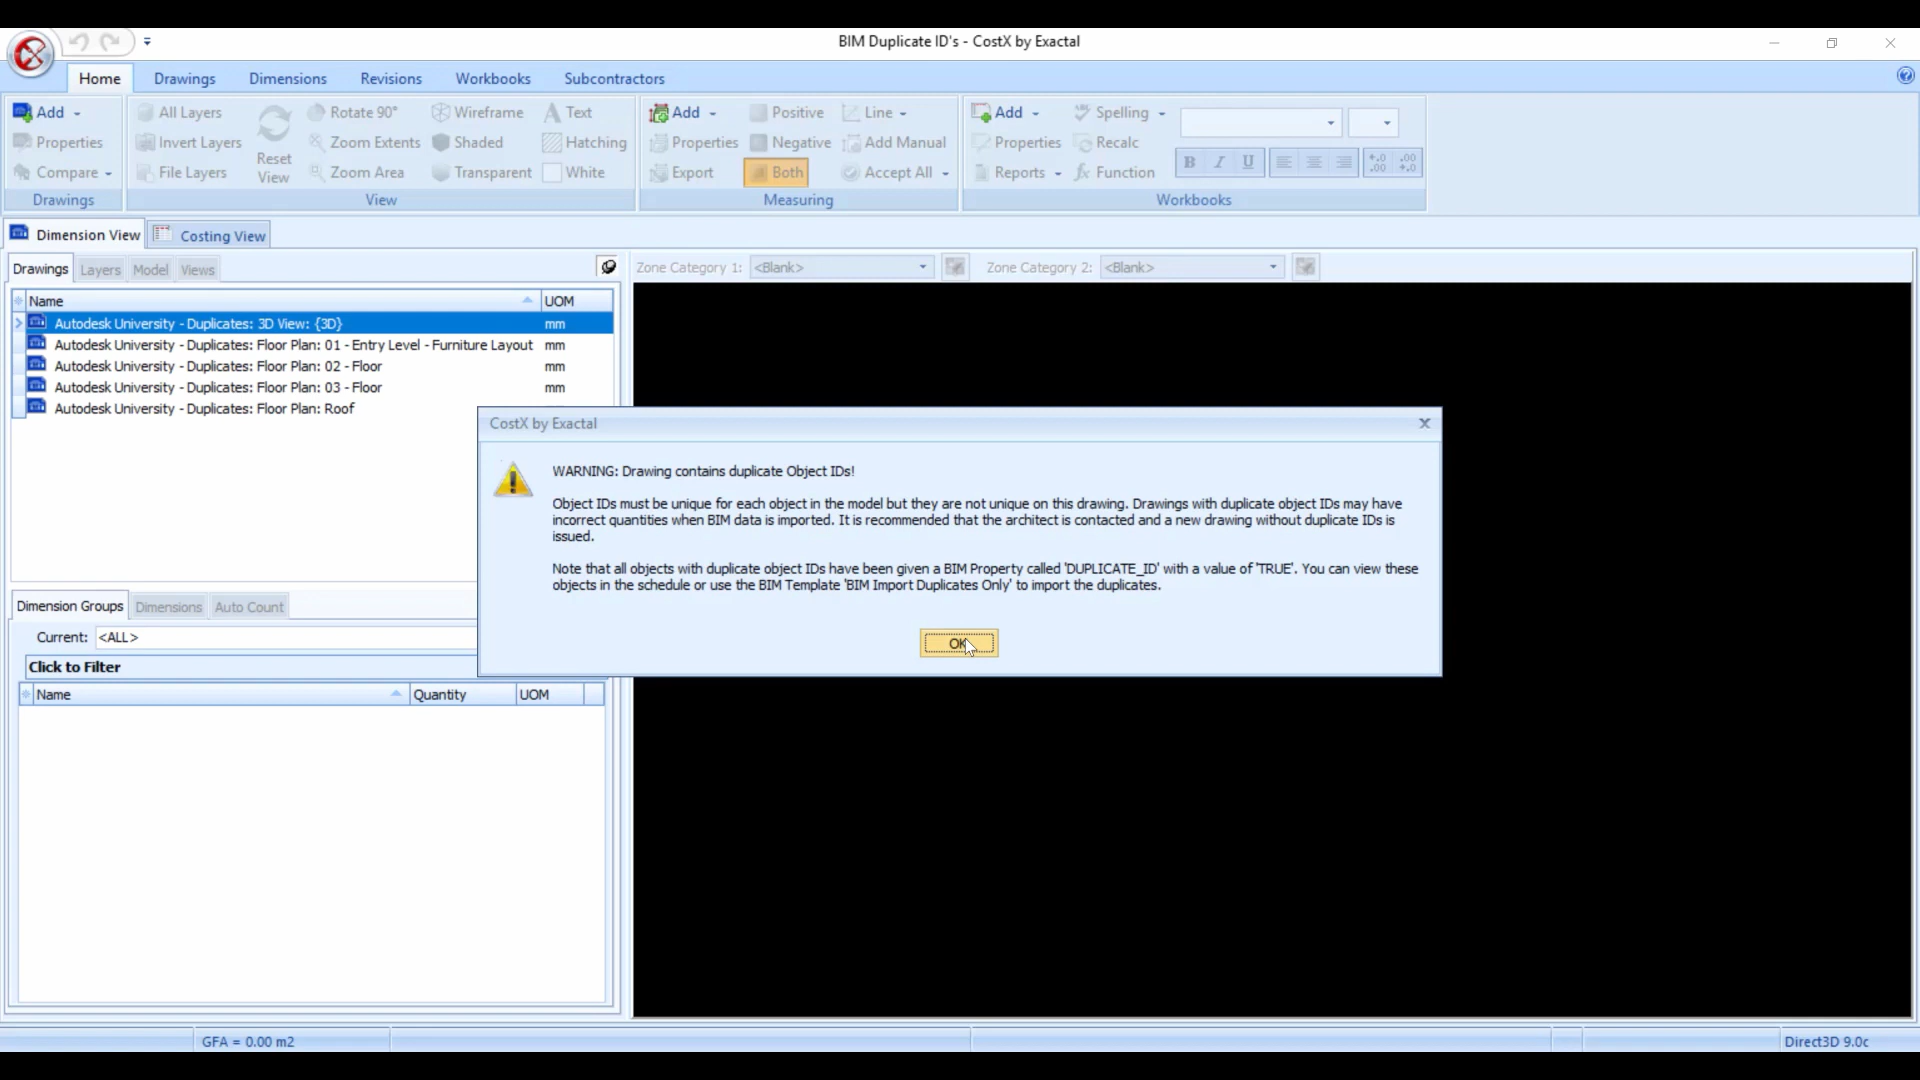 BIM Duplicate ID's - CostX by Exactal
Home Drawings Dimensions Revisions Workbooks Subcontractors
Add All Layers Rotate 90° Wireframe Text Add Positive Line Add Spelling
Properties Invert Layers Reset View Zoom Extents Shaded Hatching Properties Negative Add Manual Properties Recalc
Compare File Layers Zoom Area Transparent White Export Both Accept All Reports Function B I U
Drawings View Measuring Workbooks
Dimension View Costing View
Drawings Layers Model Views Zone Category 1: <Blank> Zone Category 2: <Blank>
Name UOM
Autodesk University - Duplicates: 3D View: {3D} mm
Autodesk University - Duplicates: Floor Plan: 01 - Entry Level - Furniture Layout mm
Autodesk University - Duplicates: Floor Plan: 02 - Floor mm
Autodesk University - Duplicates: Floor Plan: 03 - Floor mm
Autodesk University - Duplicates: Floor Plan: Roof
CostX by Exactal
WARNING: Drawing contains duplicate Object IDs!
Object IDs must be unique for each object in the model but they are not unique on this drawing. Drawings with duplicate object IDs may have
incorrect quantities when BIM data is imported. It is recommended that the architect is contacted and a new drawing without duplicate IDs is
issued.
Note that all objects with duplicate object IDs have been given a BIM Property called 'DUPLICATE_ID' with a value of 'TRUE'. You can view these
objects in the schedule or use the BIM Template 'BIM Import Duplicates Only' to import the duplicates.
OK
Dimension Groups Dimensions Auto Count
Current: <ALL>
Click to Filter
Name Quantity UOM
GFA = 0.00 m2
Direct3D 9.0c